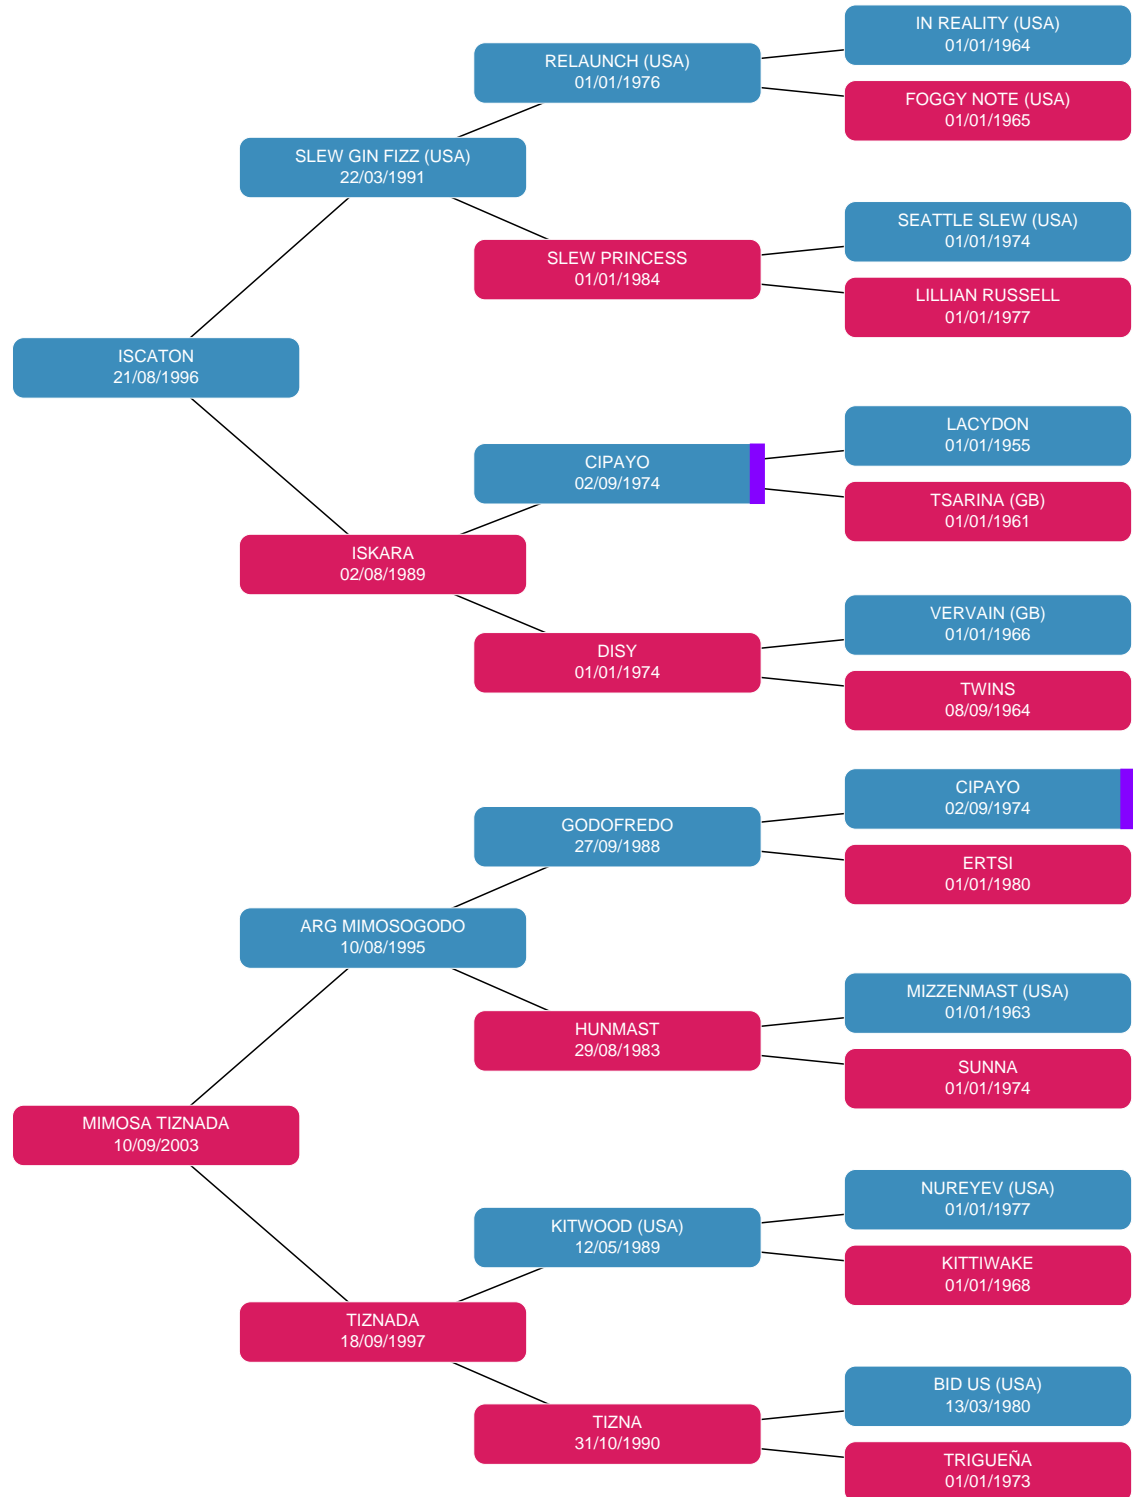 IN REALITY (USA)
01/01/1964
RELAUNCH (USA)
01/01/1976
FOGGY NOTE (USA)
01/01/1965
SLEW GIN FIZZ (USA)
22/03/1991
SEATTLE SLEW (USA)
01/01/1974
SLEW PRINCESS
01/01/1984
LILLIAN RUSSELL
01/01/1977
ISCATON
21/08/1996
LACYDON
01/01/1955
CIPAYO
02/09/1974
TSARINA (GB)
01/01/1961
ISKARA
02/08/1989
VERVAIN (GB)
01/01/1966
DISY
01/01/1974
TWINS
08/09/1964
CIPAYO
02/09/1974
GODOFREDO
27/09/1988
ERTSI
01/01/1980
ARG MIMOSOGODO
10/08/1995
MIZZENMAST (USA)
01/01/1963
HUNMAST
29/08/1983
SUNNA
01/01/1974
MIMOSA TIZNADA
10/09/2003
NUREYEV (USA)
01/01/1977
KITWOOD (USA)
12/05/1989
KITTIWAKE
01/01/1968
TIZNADA
18/09/1997
BID US (USA)
13/03/1980
TIZNA
31/10/1990
TRIGUEÑA
01/01/1973